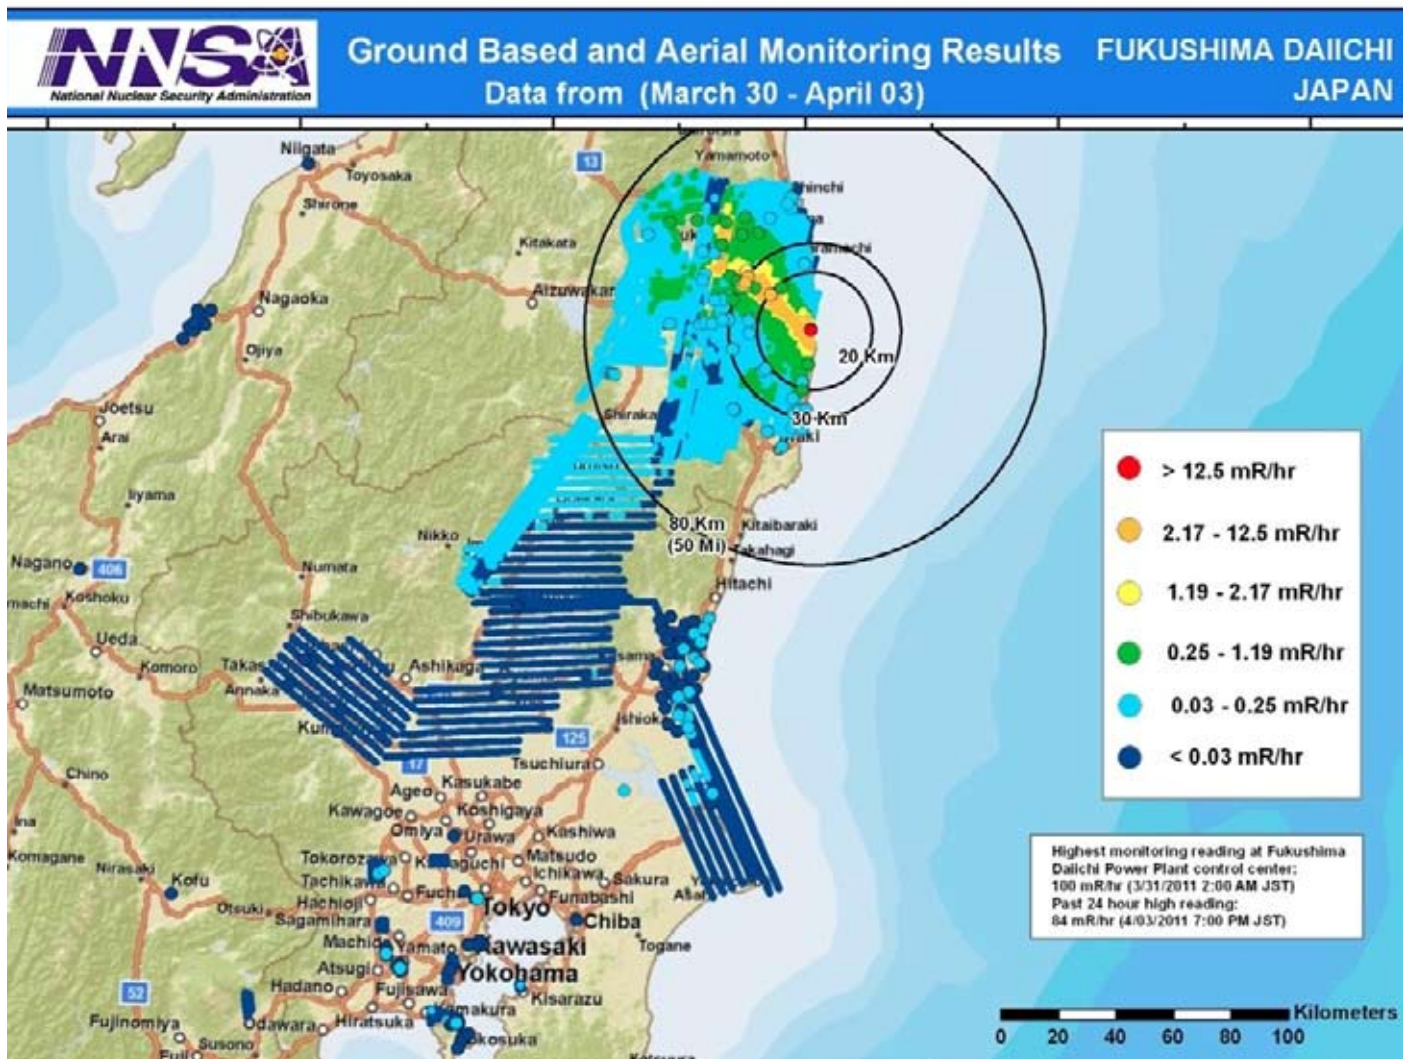 NNSA
National Nuclear Security Administration
Ground Based and Aerial Monitoring Results
Data from (March 30 - April 03)
FUKUSHIMA DAIICHI
JAPAN
Niigata
Toyosaka
Shirone
13
Yamamoto
Kitakata
Nagaoka
Ojiya
20 Km
30 Km
80 Km
(50 Mi)
Joetsu
Arai
Iiyama
Nikko
Kitaibaraki
Takahagi
Hitachi
Nagano
406
Koshoku
Numata
Shibukawa
Ueda
Komoro
Annaka
Ashikaga
Matsumoto
Ishioka
125
Tsuchiura
17
Chino
Ageo
Kasukabe
Kawagoe
Koshigaya
Omiya
Urawa
Kashiwa
Ina
Komagane
Nirasaki
Kofu
Otsuki
Tokorozawa
Matsudo
Tachikawa
Ichikawa
Sakura
Hachioji
Funabashi
Sagamihara
409
Tokyo
Chiba
Machida
Yamato
Kawasaki
Togane
Atsugi
Yokohama
52
Hadano
Fujisawa
Kisarazu
Kamakura
Fujinomiya
Hiratsuka
Susono
> 12.5 mR/hr
2.17 - 12.5 mR/hr
1.19 - 2.17 mR/hr
0.25 - 1.19 mR/hr
0.03 - 0.25 mR/hr
< 0.03 mR/hr
Highest monitoring reading at Fukushima
Daiichi Power Plant control center:
100 mR/hr (3/31/2011 2:00 AM JST)
Past 24 hour high reading:
84 mR/hr (4/03/2011 7:00 PM JST)
Kilometers
0 20 40 60 80 100